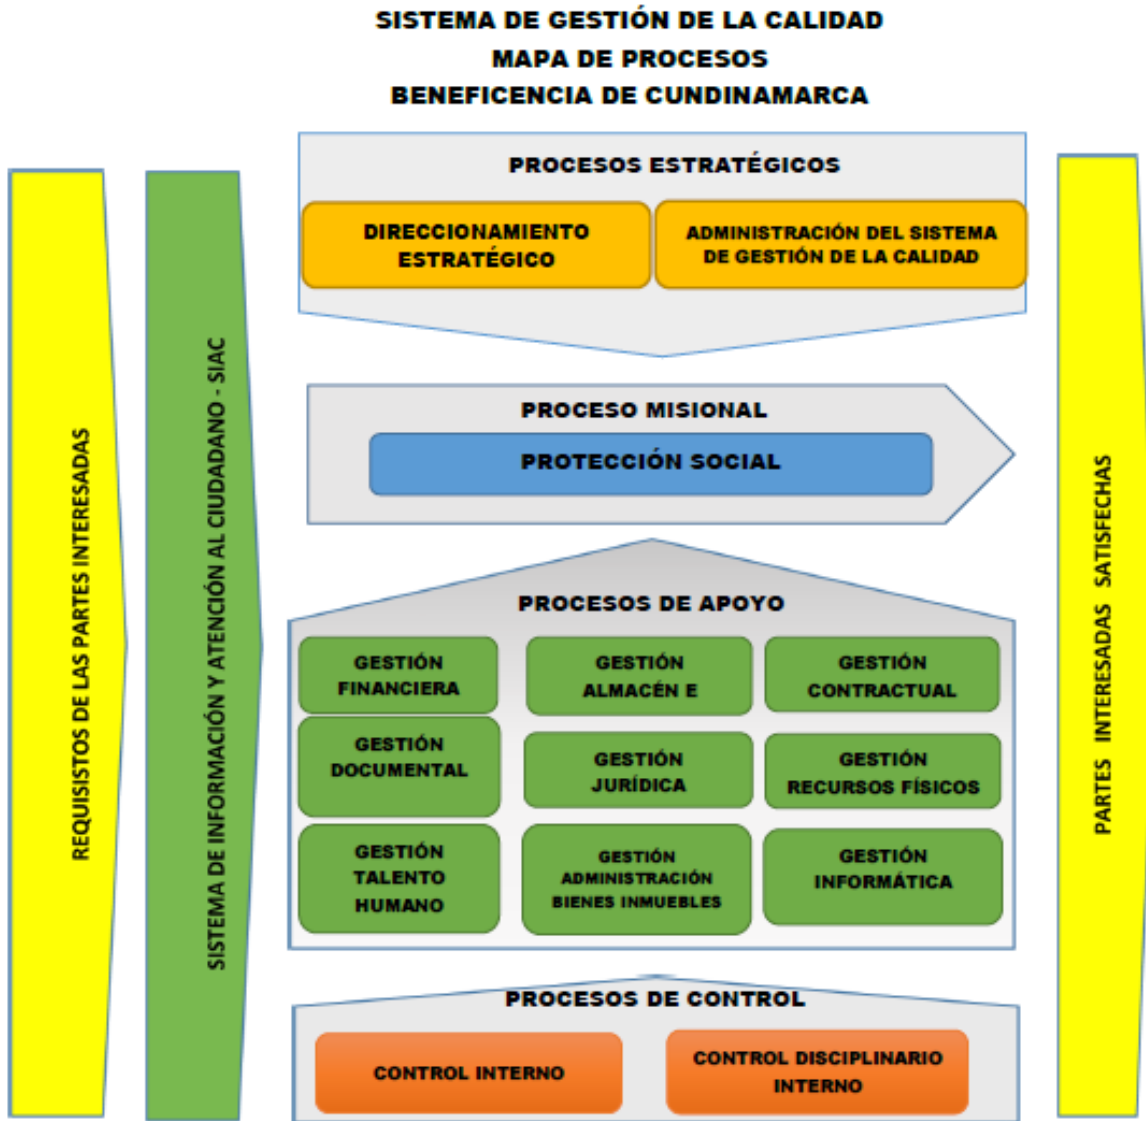 SISTEMA DE GESTIÓN DE LA CALIDAD
MAPA DE PROCESOS
BENEFICENCIA DE CUNDINAMARCA
REQUISISTOS DE LAS PARTES INTERESADAS
SISTEMA DE INFORMACIÓN Y ATENCIÓN AL CIUDADANO - SIAC
PROCESOS ESTRATÉGICOS
DIRECCIONAMIENTO
ESTRATÉGICO
ADMINISTRACIÓN DEL SISTEMA
DE GESTIÓN DE LA CALIDAD
PROCESO MISIONAL
PROTECCIÓN SOCIAL
PROCESOS DE APOYO
GESTIÓN
FINANCIERA
GESTIÓN
ALMACÉN E
GESTIÓN
CONTRACTUAL
GESTIÓN
DOCUMENTAL
GESTIÓN
JURÍDICA
GESTIÓN
RECURSOS FÍSICOS
GESTIÓN
TALENTO
HUMANO
GESTIÓN
ADMINISTRACIÓN
BIENES INMUEBLES
GESTIÓN
INFORMÁTICA
PROCESOS DE CONTROL
CONTROL INTERNO
CONTROL DISCIPLINARIO
INTERNO
PARTES INTERESADAS SATISFECHAS